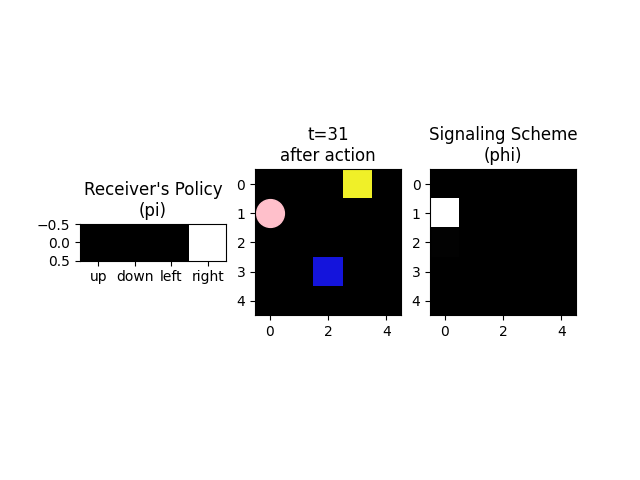 Receiver's Policy
(pi)
−0.5
0.0
0.5
up down left right
t=31
after action
0
1
2
3
4
0 2 4
Signaling Scheme
(phi)
0
1
2
3
4
0 2 4